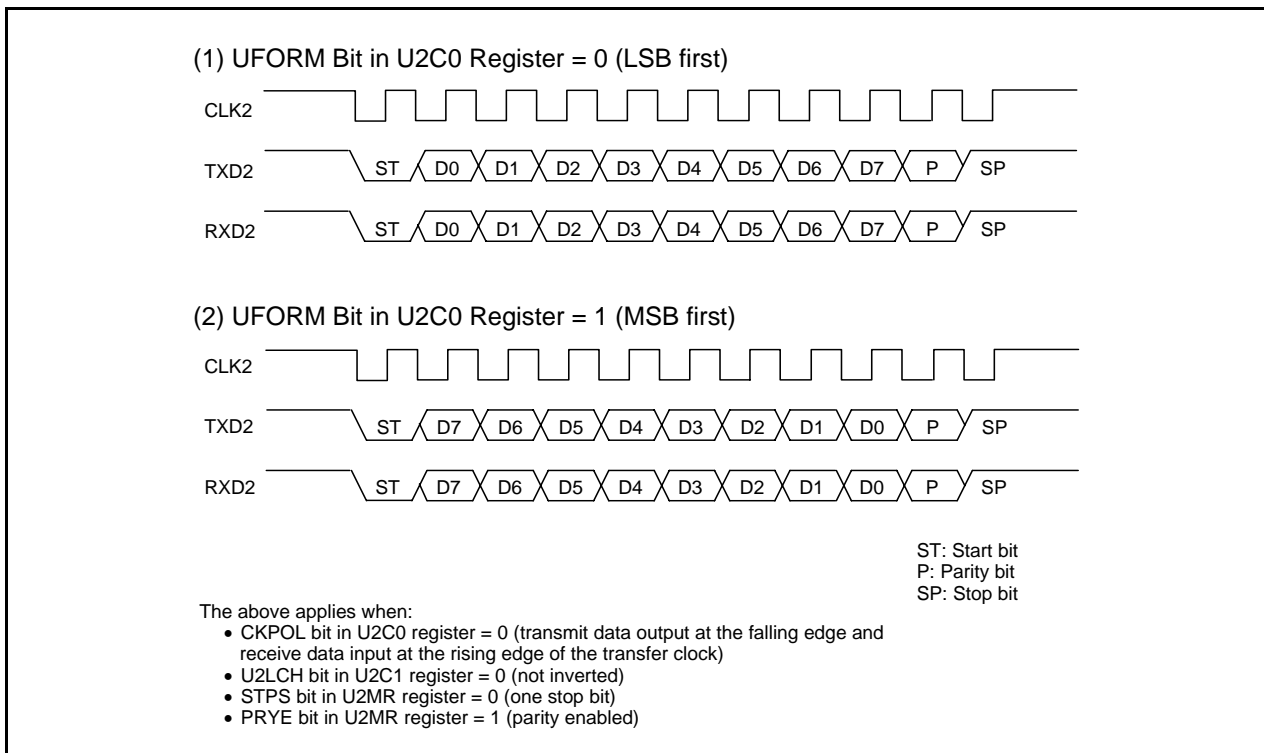 (1) UFORM Bit in U2C0 Register = 0 (LSB first)
CLK2
TXD2 ST D0 D1 D2 D3 D4 D5 D6 D7 P SP
RXD2 ST D0 D1 D2 D3 D4 D5 D6 D7 P SP
(2) UFORM Bit in U2C0 Register = 1 (MSB first)
CLK2
TXD2 ST D7 D6 D5 D4 D3 D2 D1 D0 P SP
RXD2 ST D7 D6 D5 D4 D3 D2 D1 D0 P SP
ST: Start bit
P: Parity bit
SP: Stop bit
The above applies when:
• CKPOL bit in U2C0 register = 0 (transmit data output at the falling edge and
receive data input at the rising edge of the transfer clock)
• U2LCH bit in U2C1 register = 0 (not inverted)
• STPS bit in U2MR register = 0 (one stop bit)
• PRYE bit in U2MR register = 1 (parity enabled)